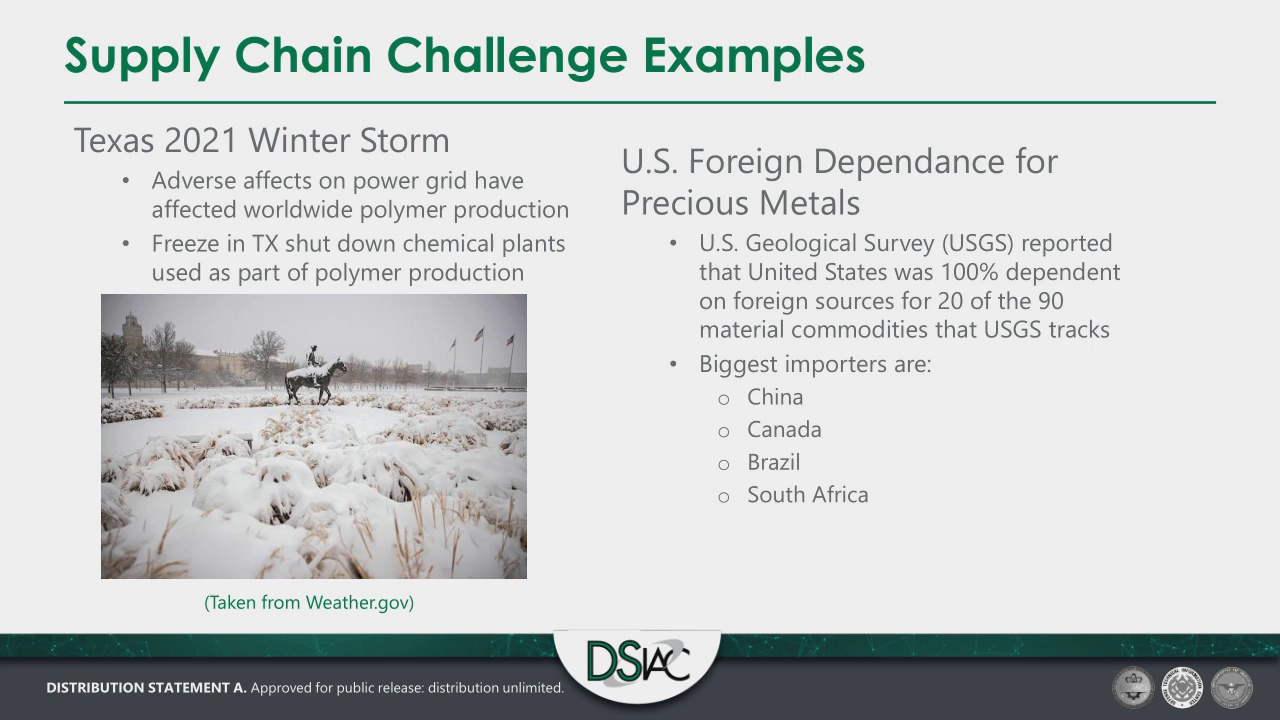 Supply Chain Challenge Examples
Texas 2021 Winter Storm
• Adverse affects on power grid have
affected worldwide polymer production
• Freeze in TX shut down chemical plants
used as part of polymer production
(Taken from Weather.gov)
U.S. Foreign Dependance for
Precious Metals
• U.S. Geological Survey (USGS) reported
that United States was 100% dependent
on foreign sources for 20 of the 90
material commodities that USGS tracks
• Biggest importers are:
o China
o Canada
o Brazil
o South Africa
DISTRIBUTION STATEMENT A. Approved for public release: distribution unlimited.
DSIAC